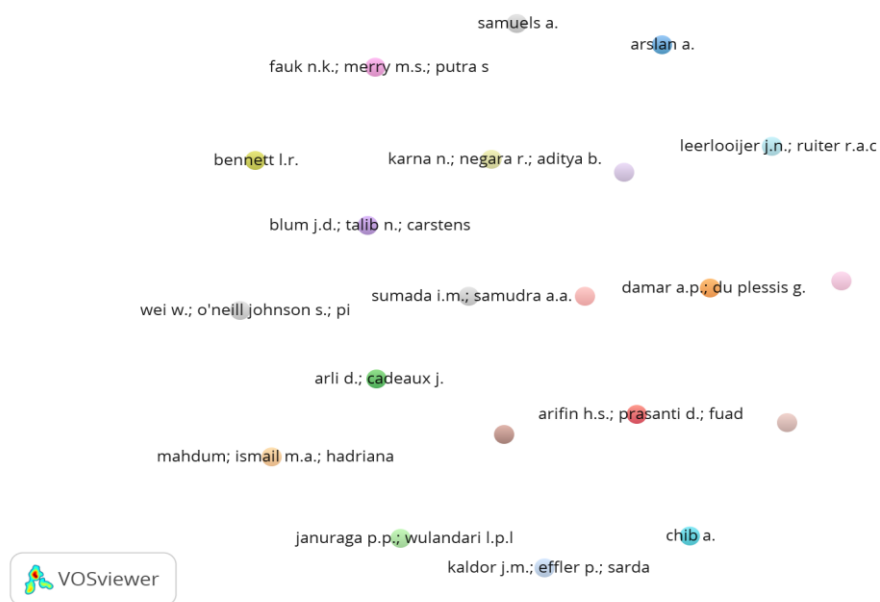 samuels a.
arslan a.
fauk n.k.; merry m.s.; putra s
leerlooijer j.n.; ruiter r.a.c
bennett l.r.
karna n.; negara r.; aditya b.
blum j.d.; talib n.; carstens
damar a.p.; du plessis g.
sumada i.m.; samudra a.a.
wei w.; o'neill johnson s.; pi
arli d.; cadeaux j.
arifin h.s.; prasanti d.; fuad
mahdum; ismail m.a.; hadriana
januraga p.p.; wulandari l.p.l
chib a.
kaldor j.m.; effler p.; sarda
VOSviewer